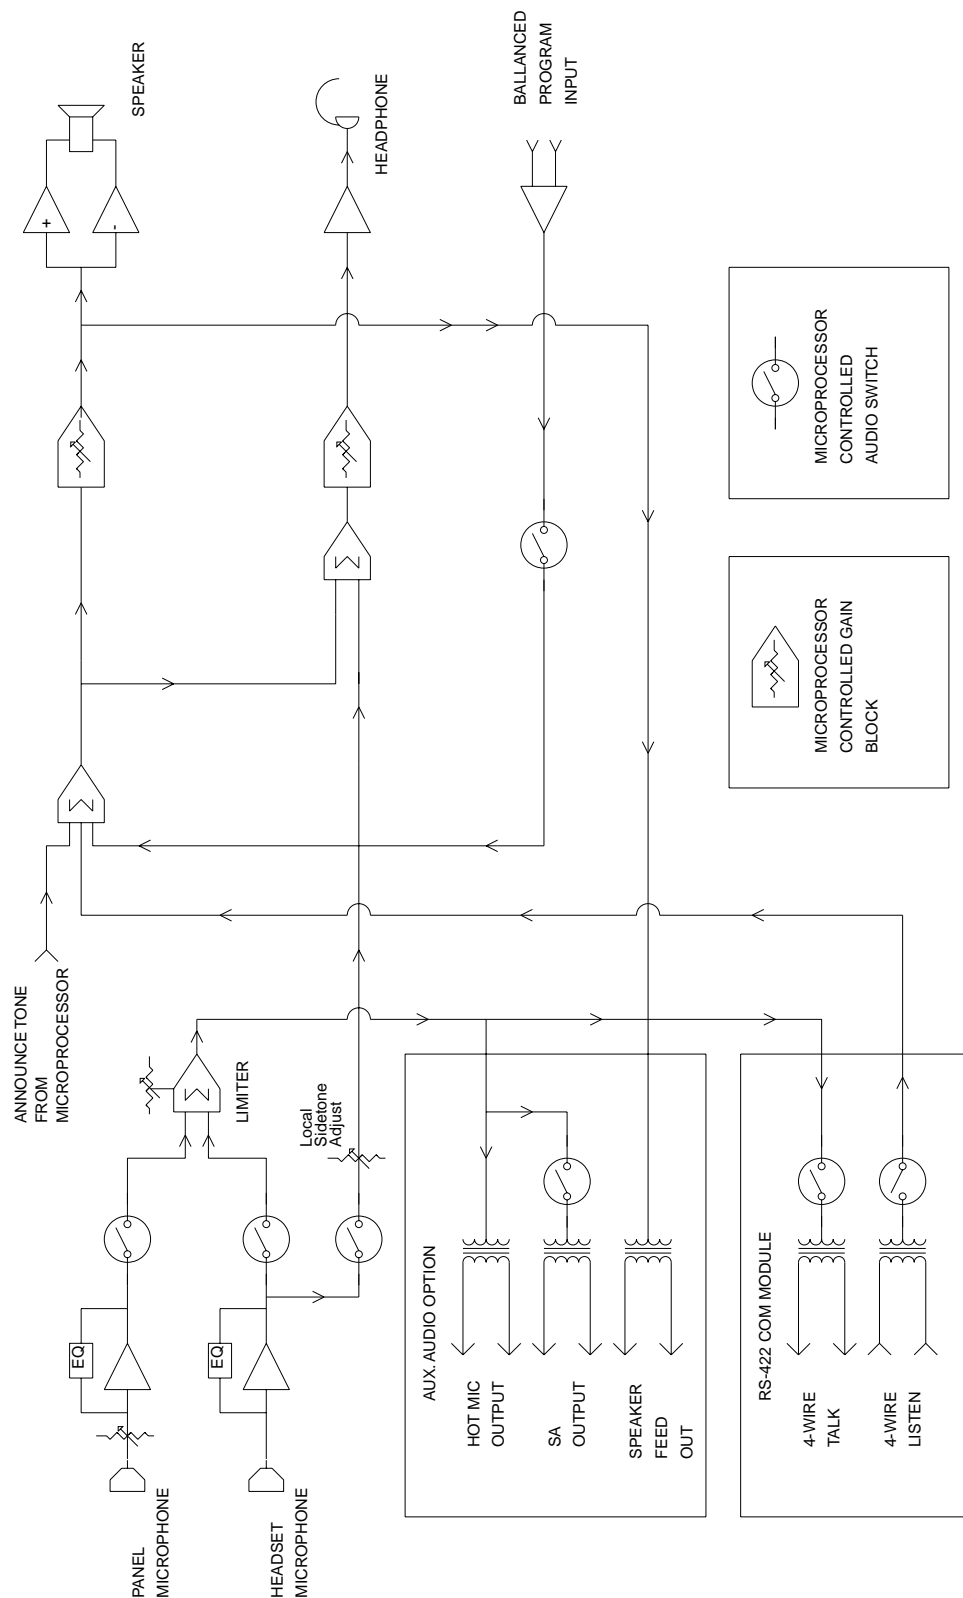 PANEL
MICROPHONE
HEADSET
MICROPHONE
EQ
EQ
LIMITER
Σ
Local
Sidetone
Adjust
ANNOUNCE TONE
FROM
MICROPROCESSOR
Σ
Σ
+
-
SPEAKER
HEADPHONE
BALLANCED
PROGRAM
INPUT
AUX. AUDIO OPTION
HOT MIC
OUTPUT
SA
OUTPUT
SPEAKER
FEED
OUT
RS-422 COM MODULE
4-WIRE
TALK
4-WIRE
LISTEN
MICROPROCESSOR
CONTROLLED GAIN
BLOCK
MICROPROCESSOR
CONTROLLED
AUDIO SWITCH